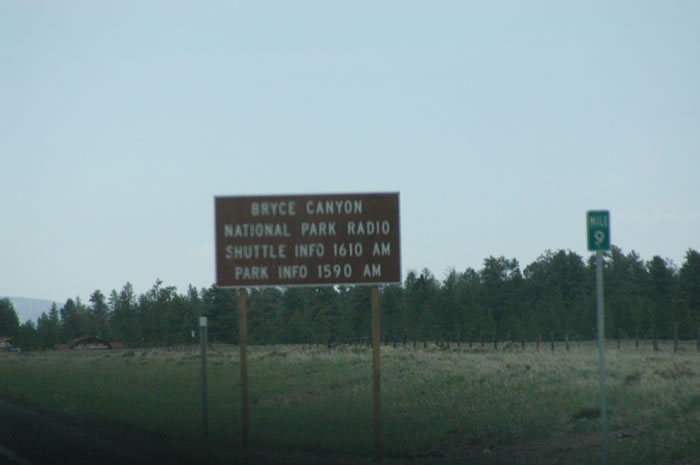 BRYCE CANYON
NATIONAL PARK RADIO
SHUTTLE INFO 1610 AM
PARK INFO 1590 AM
MILE
9